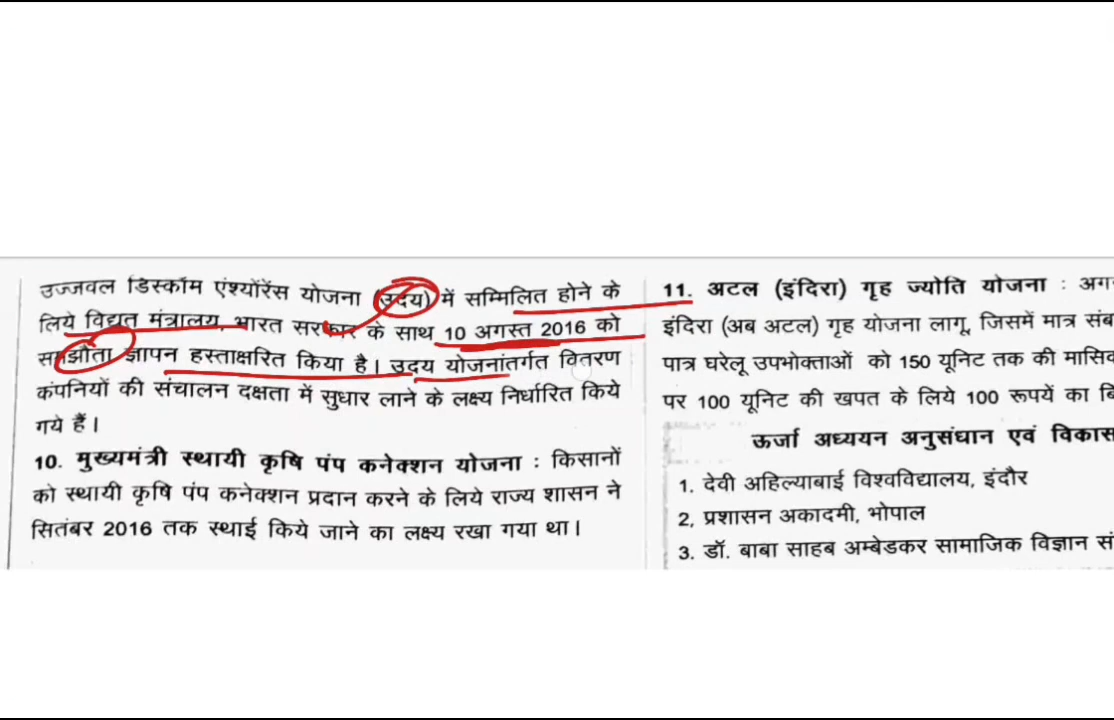 उज्जवल डिस्कॉम एंश्योरेंस योजना (उदय) में सम्मिलित होने के
लिये विद्युत मंत्रालय, भारत सरकार के साथ 10 अगस्त 2016 को
समझौता ज्ञापन हस्ताक्षरित किया है। उदय योजनांतर्गत वितरण
कंपनियों की संचालन दक्षता में सुधार लाने के लक्ष्य निर्धारित किये
गये हैं।
10. मुख्यमंत्री स्थायी कृषि पंप कनेक्शन योजना : किसानों
को स्थायी कृषि पंप कनेक्शन प्रदान करने के लिये राज्य शासन ने
सितंबर 2016 तक स्थाई किये जाने का लक्ष्य रखा गया था।
11. अटल (इंदिरा) गृह ज्योति योजना :
इंदिरा (अब अटल) गृह योजना लागू, जिसमें मात्र
पात्र घरेलू उपभोक्ताओं को 150 यूनिट तक की
पर 100 यूनिट की खपत के लिये 100 रूपयें का
ऊर्जा अध्ययन अनुसंधान एवं विकास
1. देवी अहिल्याबाई विश्वविद्यालय, इंदौर
2, प्रशासन अकादमी, भोपाल
3. डॉ. बाबा साहब अम्बेडकर सामाजिक विज्ञान